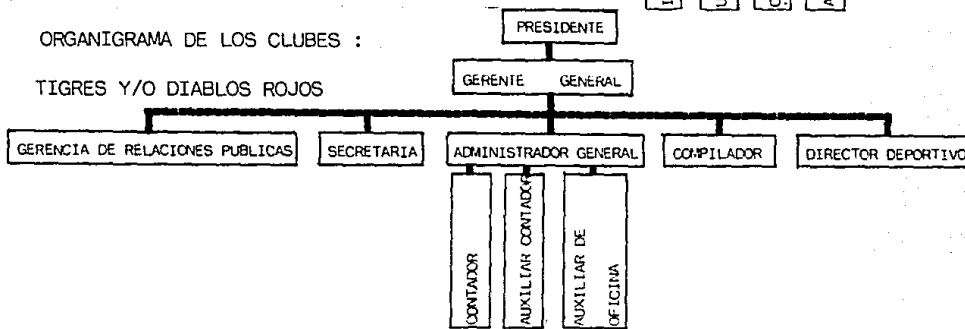 ORGANIGRAMA DE LOS CLUBES :
TIGRES Y/O DIABLOS ROJOS
PRESIDENTE
GERENTE GENERAL
GERENCIA DE RELACIONES PUBLICAS
SECRETARIA
ADMINISTRADOR GENERAL
COMPILADOR
DIRECTOR DEPORTIVO
CONTADOR
AUXILIAR CONTADOR
AUXILIAR DE
OFICINA